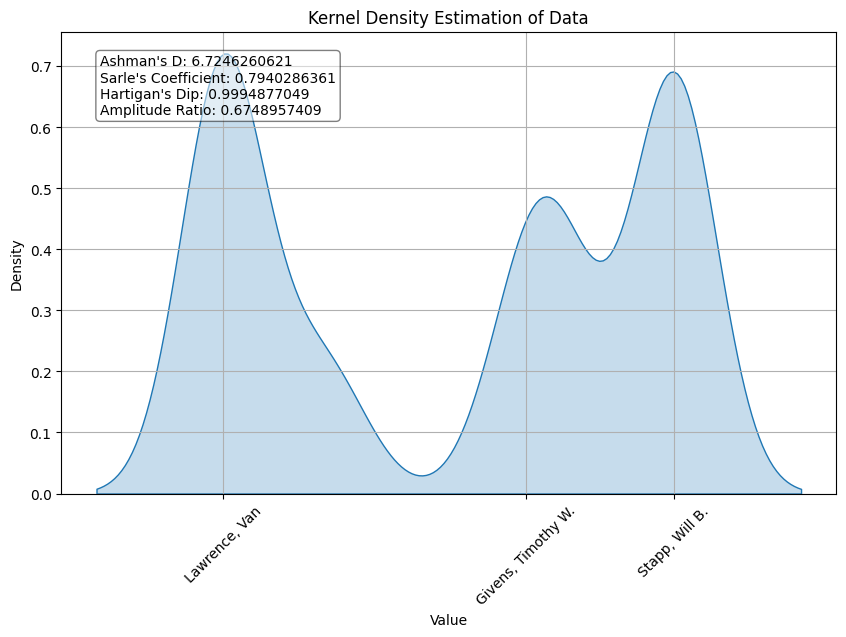 Kernel Density Estimation of Data
Ashman's D: 6.7246260621
Sarle's Coefficient: 0.7940286361
Hartigan's Dip: 0.9994877049
Amplitude Ratio: 0.6748957409
Density
0.7
0.6
0.5
0.4
0.3
0.2
0.1
0.0
Lawrence, Van
Givens, Timothy W.
Stapp, Will B.
Value